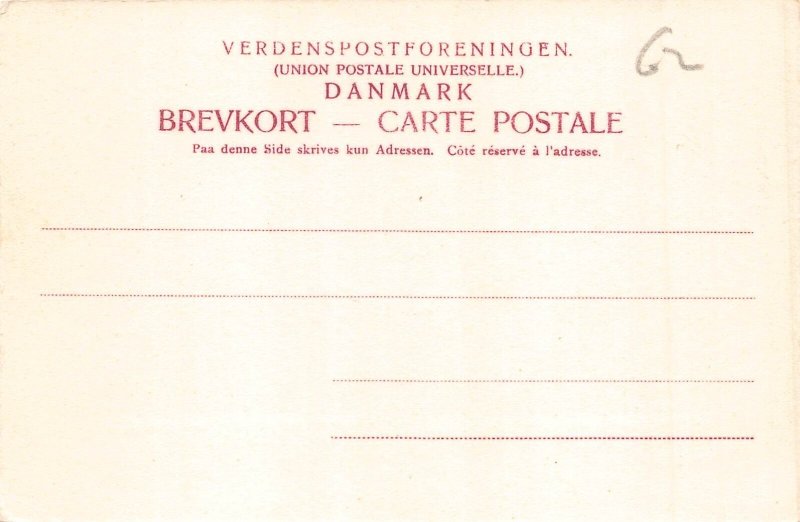 VERDENSPOSTFORENINGEN.
(UNION POSTALE UNIVERSELLE.)
DANMARK
BREVKORT — CARTE POSTALE
Paa denne Side skrives kun Adressen. Côté réservé à l'adresse.